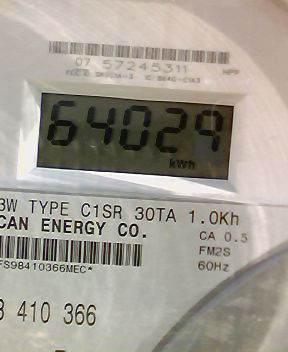 07 57245311
64029
kWh
3W TYPE C1SR 30TA 1.0Kh
CAN ENERGY CO.
CA 0.5
FM2S
60Hz
FS98410366MEC*
410 366